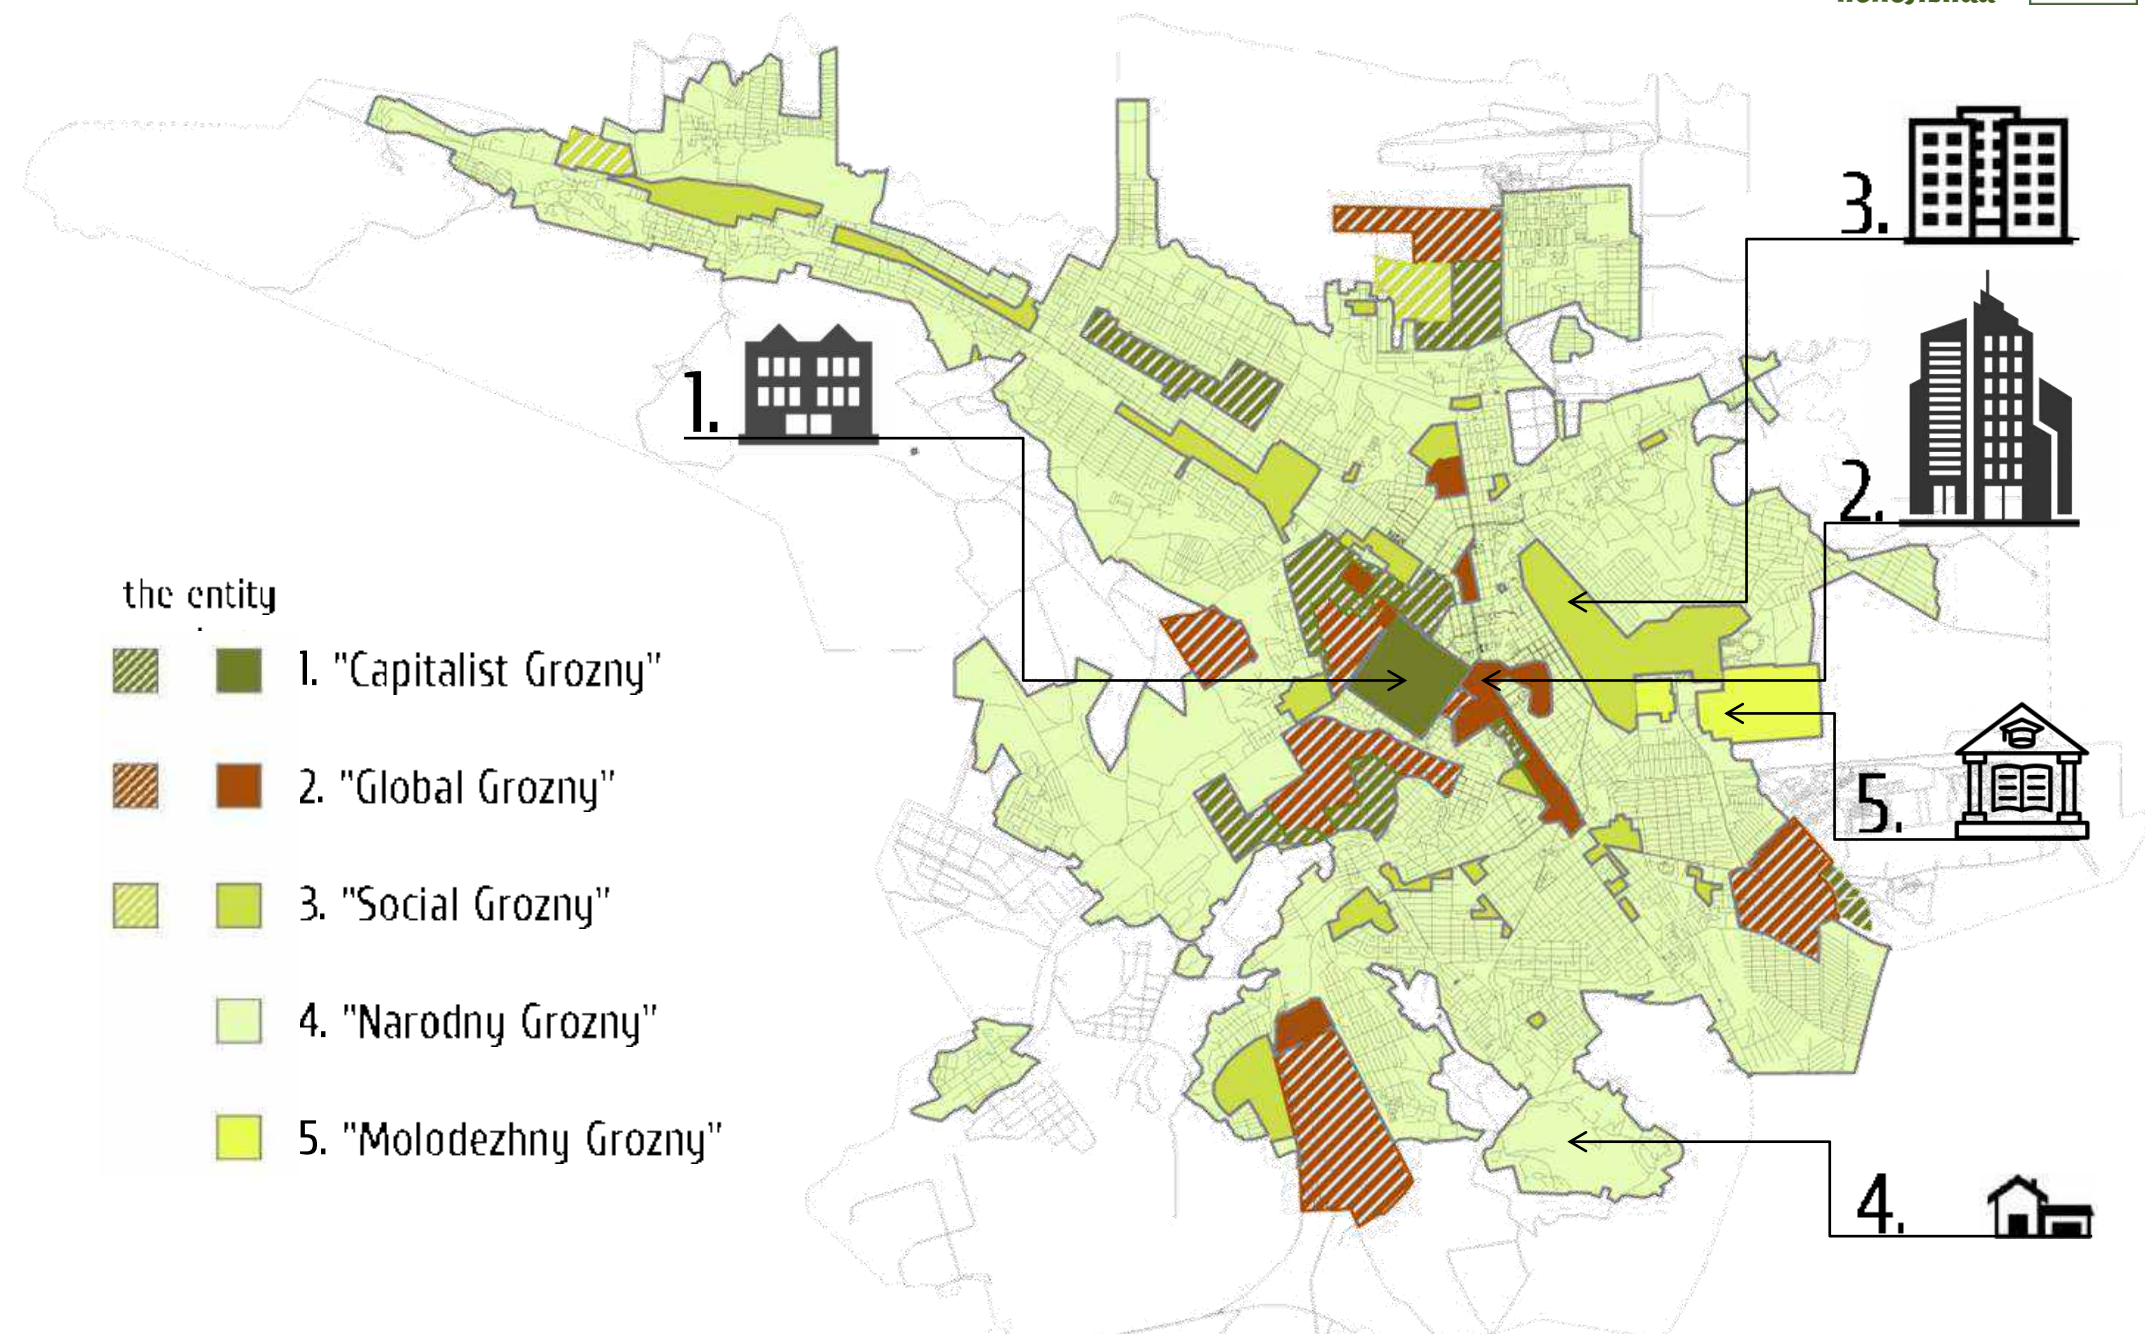 3.
2.
1.
5.
4.
the entity
1. "Capitalist Grozny"
2. "Global Grozny"
3. "Social Grozny"
4. "Narodny Grozny"
5. "Molodezhny Grozny"